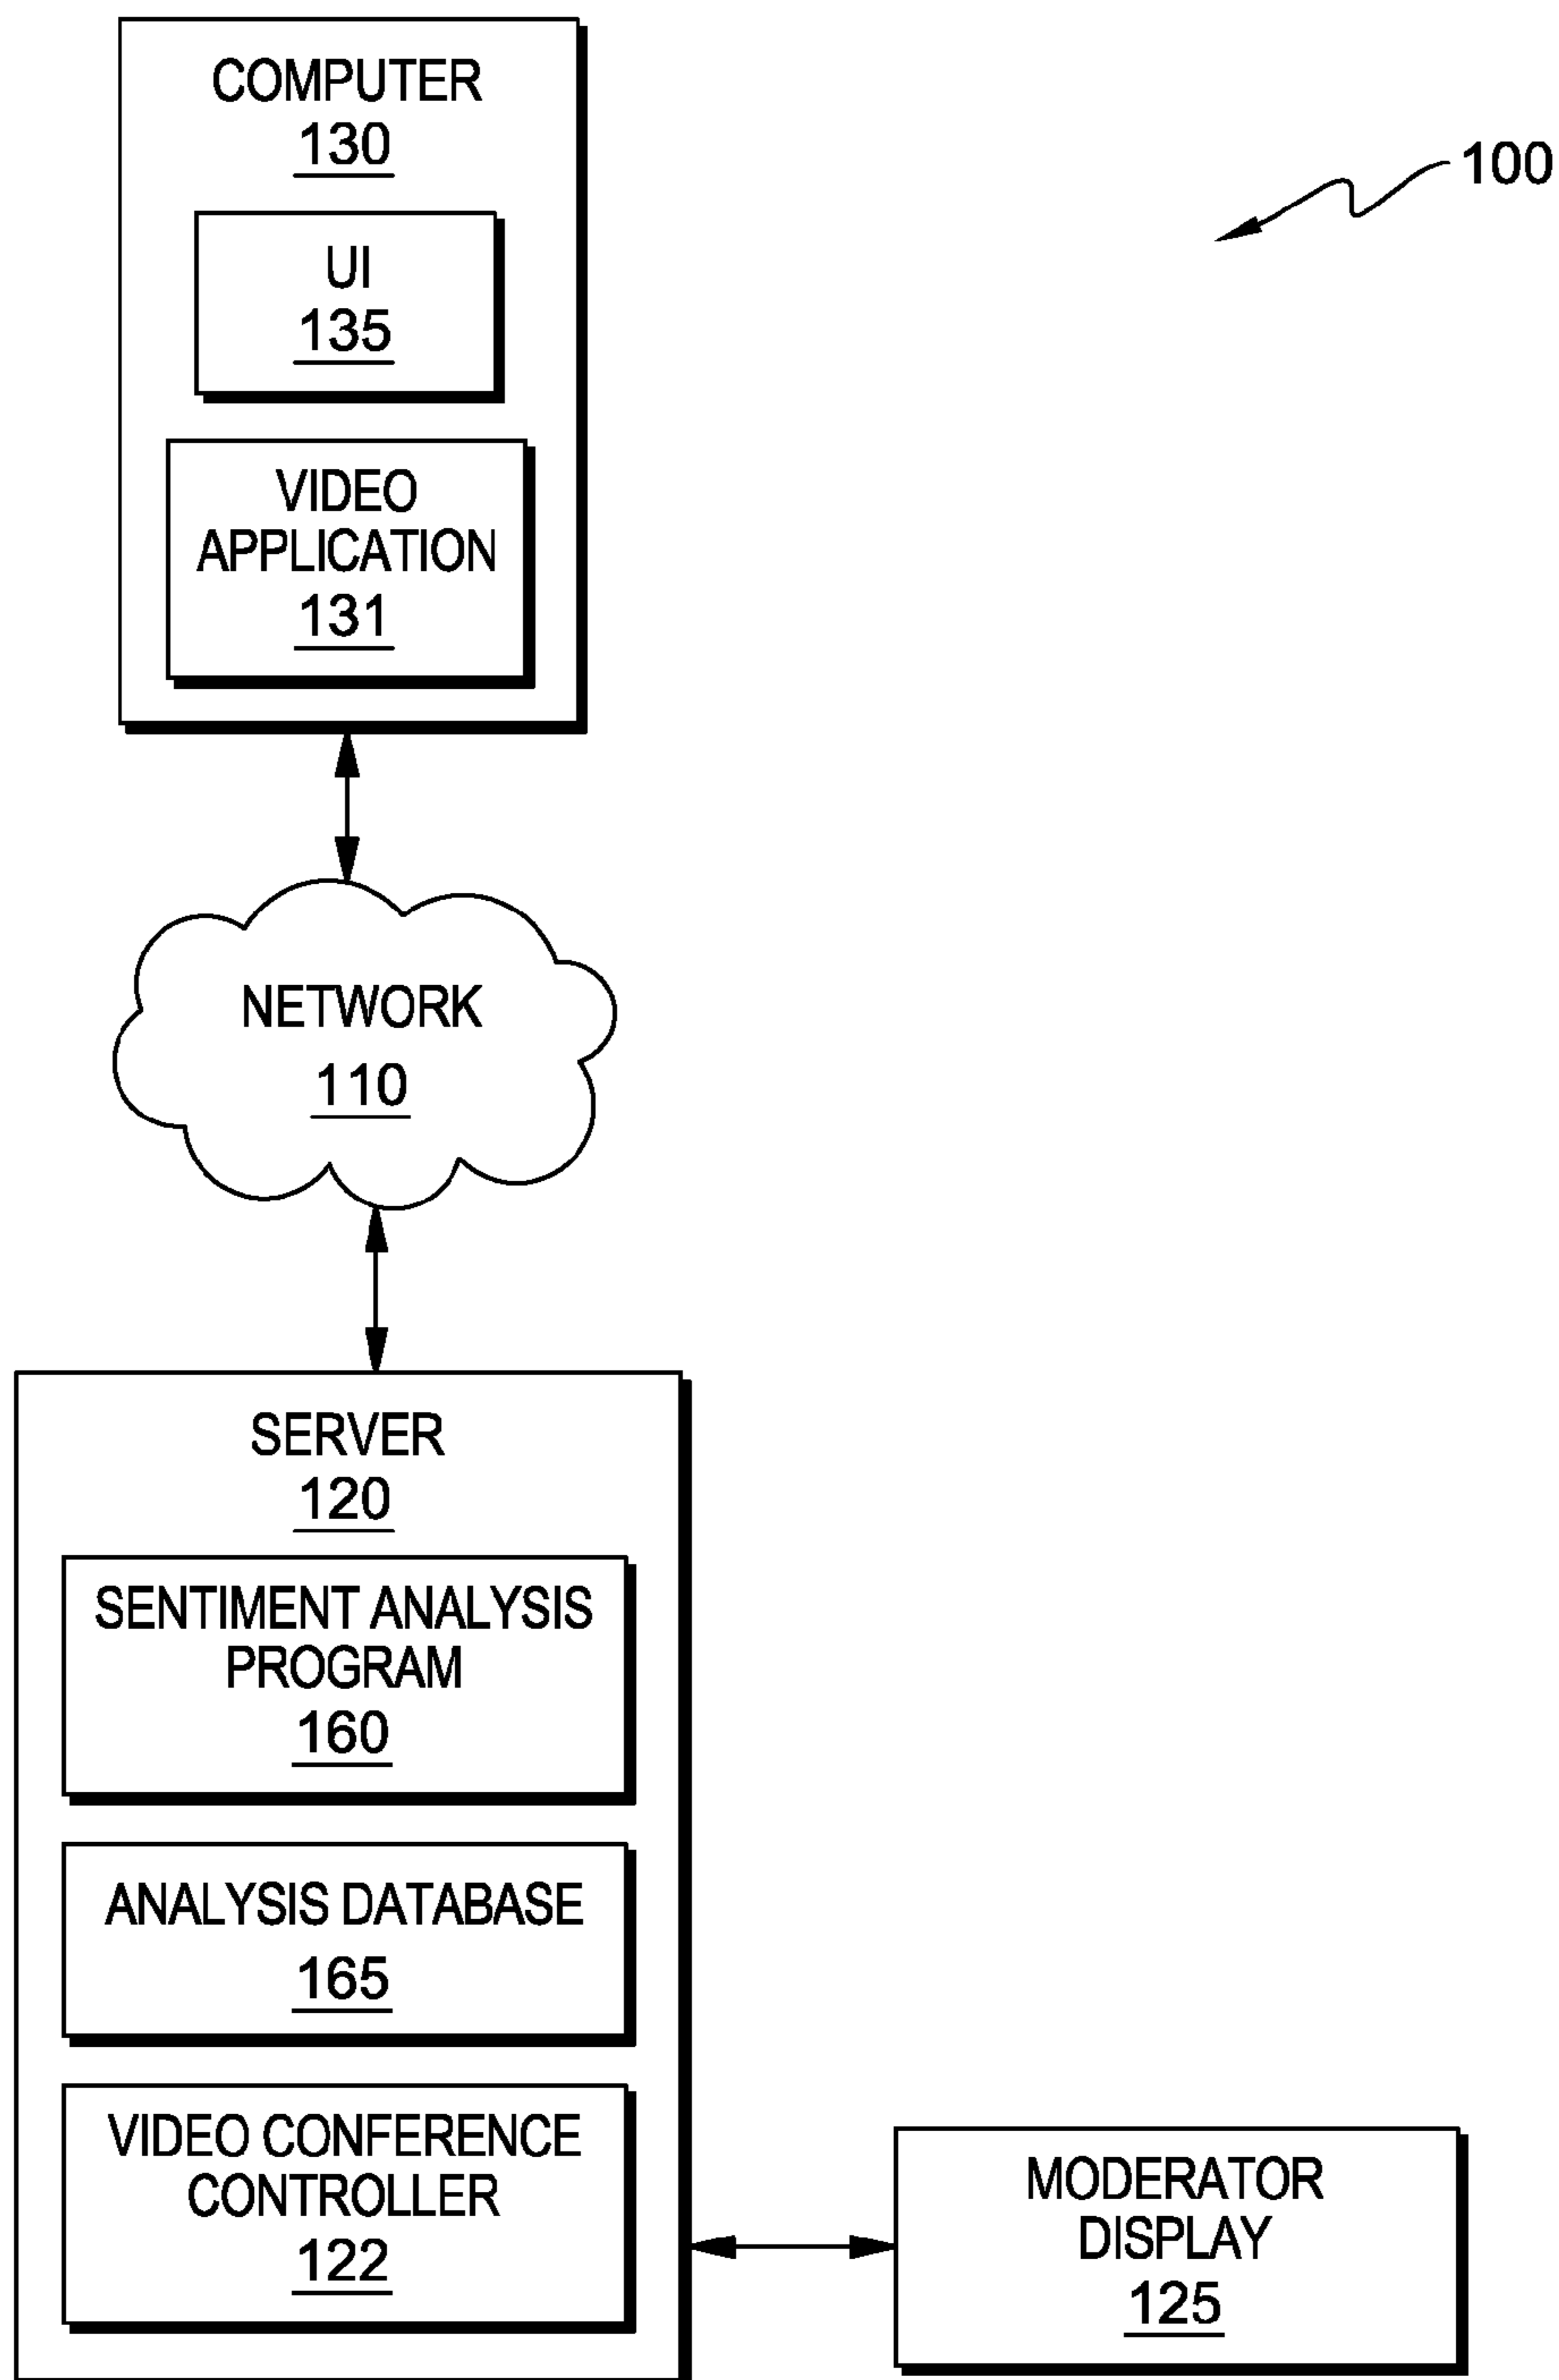 COMPUTER
130
100
UI
135
VIDEO
APPLICATION
131
NETWORK
110
SERVER
120
SENTIMENT ANALYSIS
PROGRAM
160
ANALYSIS DATABASE
165
VIDEO CONFERENCE
CONTROLLER
122
MODERATOR
DISPLAY
125